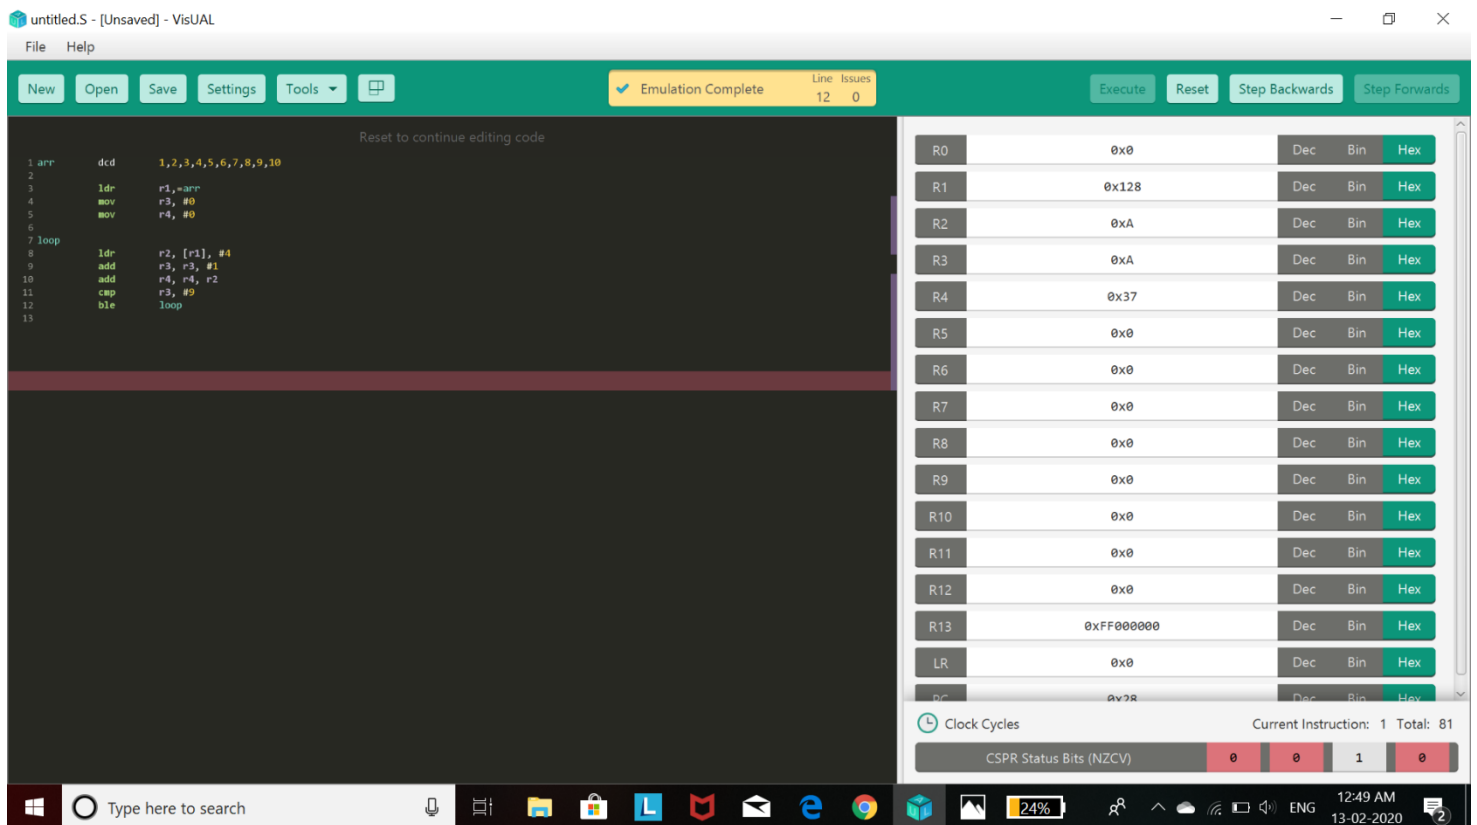 untitled.S - [Unsaved] - VisUAL
File Help
New Open Save Settings Tools
Emulation Complete
Line Issues
12 0
Execute Reset Step Backwards Step Forwards
Reset to continue editing code
1 arr dcd 1,2,3,4,5,6,7,8,9,10
2
3 ldr r1,=arr
4 mov r3, #0
5 mov r4, #0
6
7 loop
8 ldr r2, [r1], #4
9 add r3, r3, #1
10 add r4, r4, r2
11 cmp r3, #9
12 ble loop
13
R0 0x0 Dec Bin Hex
R1 0x128 Dec Bin Hex
R2 0xA Dec Bin Hex
R3 0xA Dec Bin Hex
R4 0x37 Dec Bin Hex
R5 0x0 Dec Bin Hex
R6 0x0 Dec Bin Hex
R7 0x0 Dec Bin Hex
R8 0x0 Dec Bin Hex
R9 0x0 Dec Bin Hex
R10 0x0 Dec Bin Hex
R11 0x0 Dec Bin Hex
R12 0x0 Dec Bin Hex
R13 0xFF000000 Dec Bin Hex
LR 0x0 Dec Bin Hex
PC 0x28 Dec Bin Hex
Clock Cycles Current Instruction: 1 Total: 81
CSPR Status Bits (NZCV) 0 0 1 0
Type here to search
L
24%
ENG
12:49 AM
13-02-2020
2